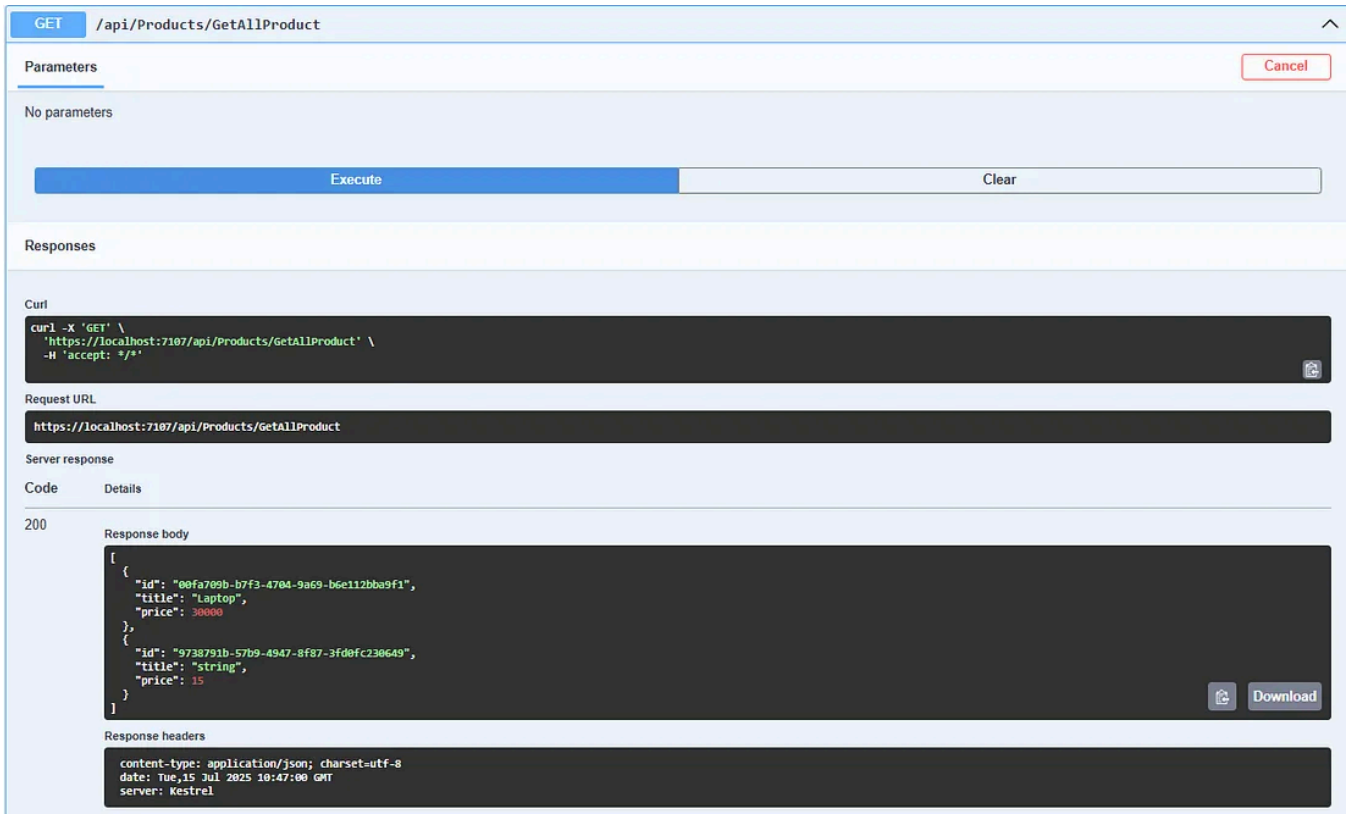 GET /api/Products/GetAllProduct
Parameters
Cancel
No parameters
Execute
Clear
Responses
Curl
curl -X 'GET' \
'https://localhost:7107/api/Products/GetAllProduct' \
-H 'accept: */*'
Request URL
https://localhost:7107/api/Products/GetAllProduct
Server response
Code Details
200
Response body
[
{
"id": "00fa709b-b7f3-4704-9a69-b6e112bba9f1",
"title": "Laptop",
"price": 30000
},
{
"id": "9738791b-57b9-4947-8f87-3fd0fc230649",
"title": "string",
"price": 15
}
]
Download
Response headers
content-type: application/json; charset=utf-8
date: Tue,15 Jul 2025 10:47:00 GMT
server: Kestrel